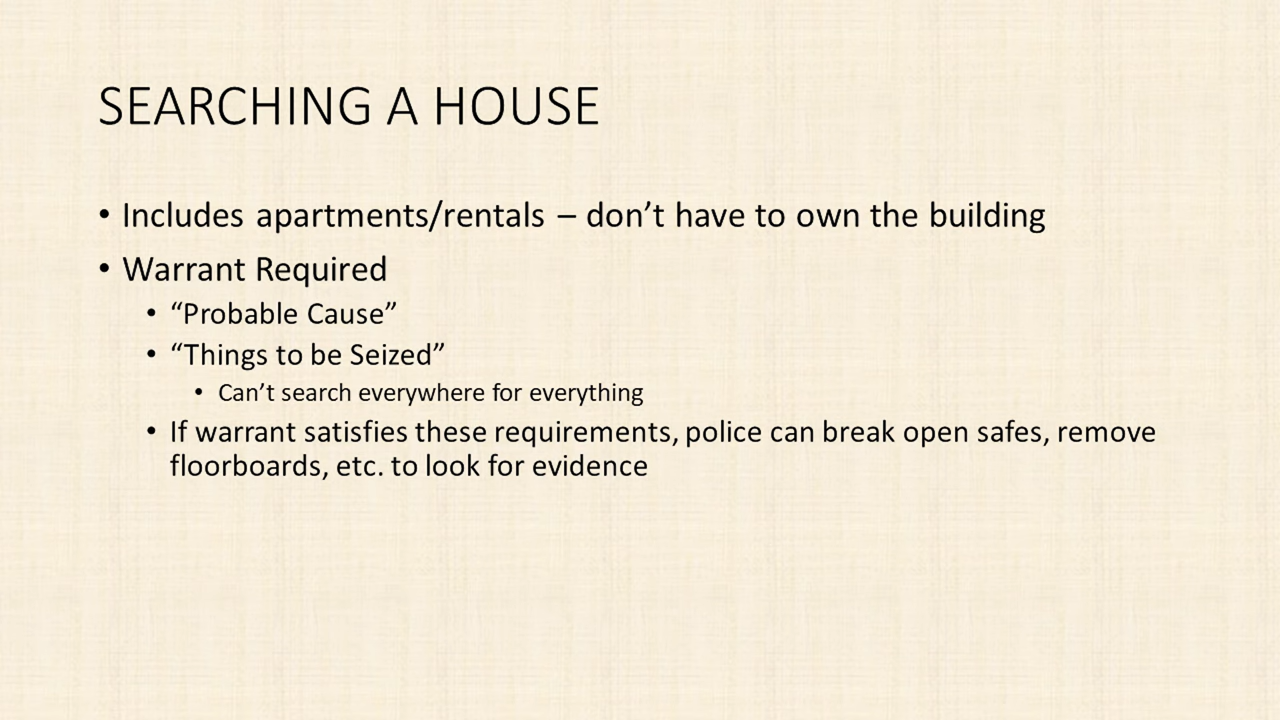 SEARCHING A HOUSE
• Includes apartments/rentals – don’t have to own the building
• Warrant Required
• “Probable Cause”
• “Things to be Seized”
• Can’t search everywhere for everything
• If warrant satisfies these requirements, police can break open safes, remove
floorboards, etc. to look for evidence